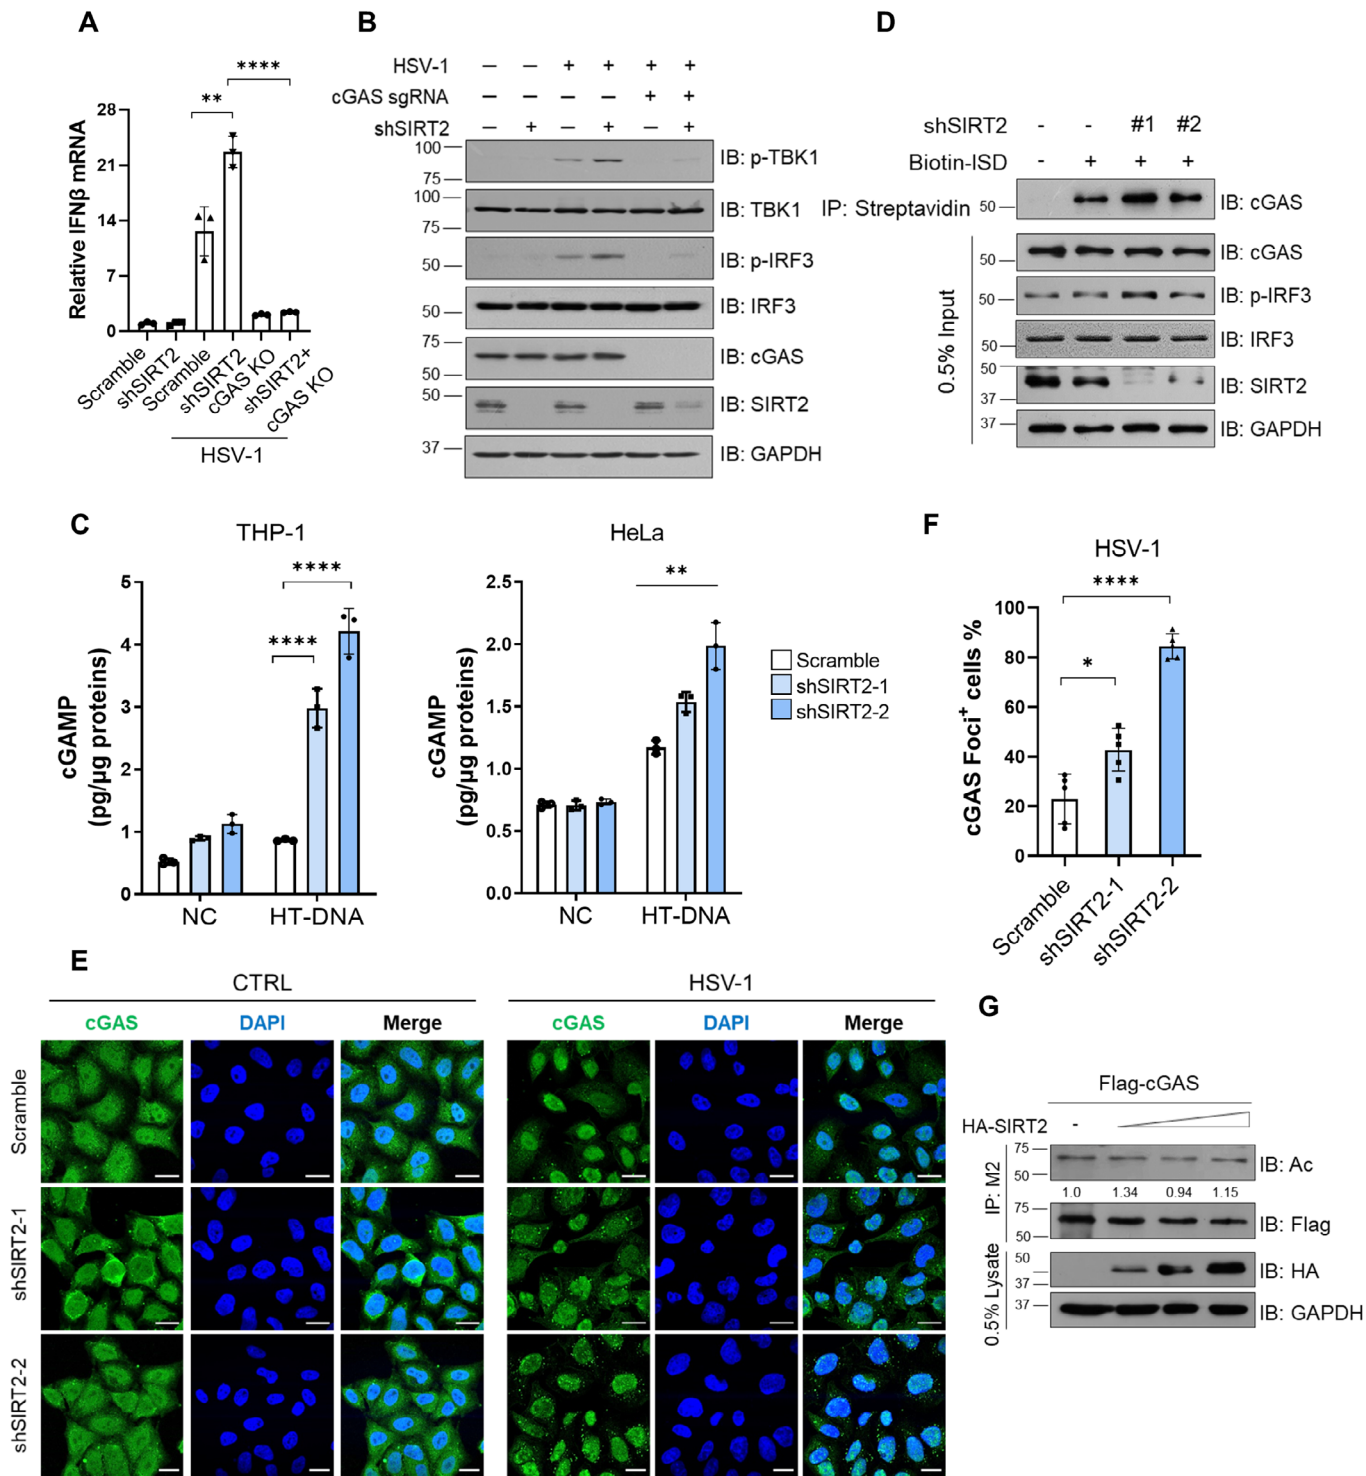 A
28
21
14
7
0
Relative IFNβ mRNA
**
****
Scramble
shSIRT2
Scramble
shSIRT2
cGAS KO
shSIRT2+
cGAS KO
HSV-1
B
HSV-1 – – + + + +
cGAS sgRNA – – – – + +
shSIRT2 – + – + – +
100
75
IB: p-TBK1
100
75
IB: TBK1
50
IB: p-IRF3
50
IB: IRF3
75
50
IB: cGAS
50
IB: SIRT2
37
IB: GAPDH
D
shSIRT2 - - #1 #2
Biotin-ISD - + + +
IP: Streptavidin
50
IB: cGAS
0.5% Input
50
IB: cGAS
50
IB: p-IRF3
50
IB: IRF3
50
37
IB: SIRT2
37
IB: GAPDH
C
THP-1
cGAMP
(pg/μg proteins)
5
4
3
2
1
0
****
****
NC
HT-DNA
HeLa
cGAMP
(pg/μg proteins)
2.5
2.0
1.5
1.0
0.5
0.0
**
NC
HT-DNA
Scramble
shSIRT2-1
shSIRT2-2
F
HSV-1
cGAS Foci+ cells %
100
80
60
40
20
0
****
*
Scramble
shSIRT2-1
shSIRT2-2
E
CTRL
HSV-1
cGAS DAPI Merge cGAS DAPI Merge
Scramble
shSIRT2-1
shSIRT2-2
G
Flag-cGAS
HA-SIRT2 -
IP: M2
75
50
IB: Ac
1.0 1.34 0.94 1.15
75
50
IB: Flag
0.5% Lysate
50
37
IB: HA
37
IB: GAPDH